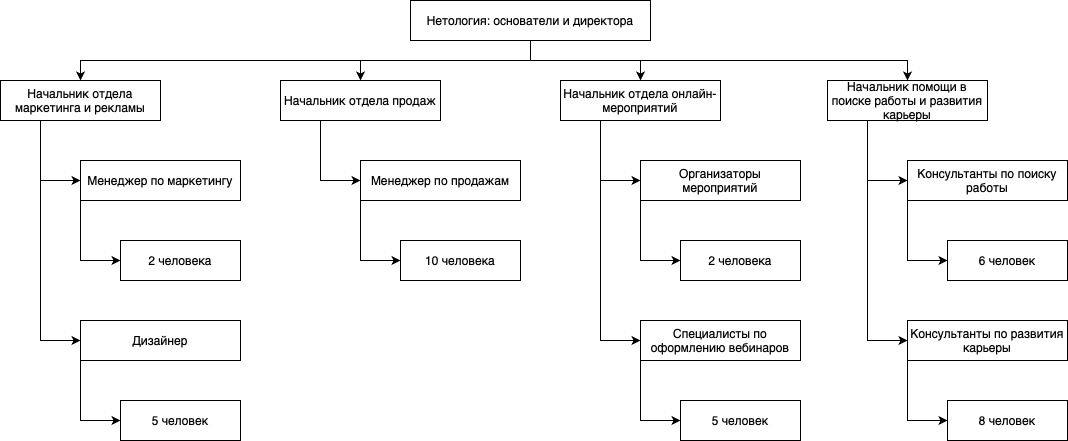 Нетология: основатели и директора
Начальник отдела
маркетинга и рекламы
Начальник отдела продаж
Начальник отдела онлайн-
мероприятий
Начальник помощи в
поиске работы и развития
карьеры
Менеджер по маркетингу
Менеджер по продажам
Организаторы
мероприятий
Консультанты по поиску
работы
2 человека
10 человека
2 человека
6 человек
Дизайнер
Специалисты по
оформлению вебинаров
Консультанты по развития
карьеры
5 человек
5 человек
8 человек